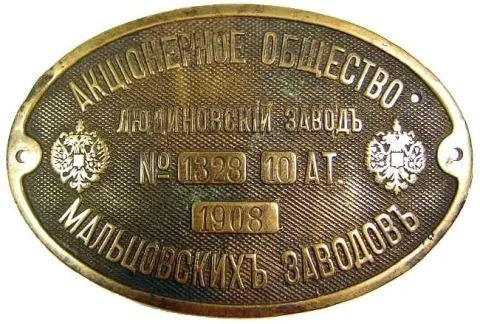 АКЦІОНЕРНОЕ ОБЩЕСТВО
ЛЮДИНОВСКІЙ ЗАВОДЪ
№ 1328 10 АТ.
1908
МАЛЬЦОВСКИХЪ ЗАВОДОВЪ